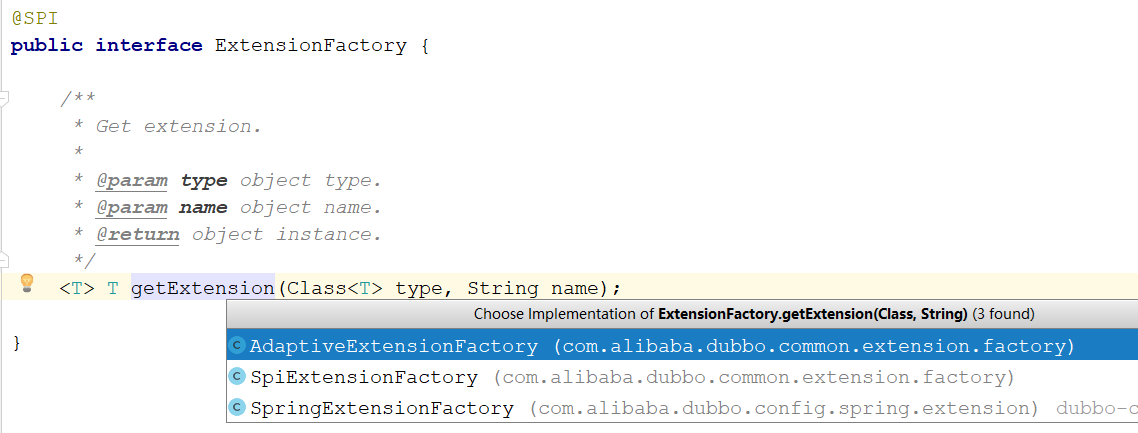 @SPI
public interface ExtensionFactory {
/**
* Get extension.
*
* @param type object type.
* @param name object name.
* @return object instance.
*/
<T> T getExtension(Class<T> type, String name);
Choose Implementation of ExtensionFactory.getExtension(Class, String) (3 found)
}
C AdaptiveExtensionFactory (com.alibaba.dubbo.common.extension.factory)
C SpiExtensionFactory (com.alibaba.dubbo.common.extension.factory)
C SpringExtensionFactory (com.alibaba.dubbo.config.spring.extension) dubbo-c